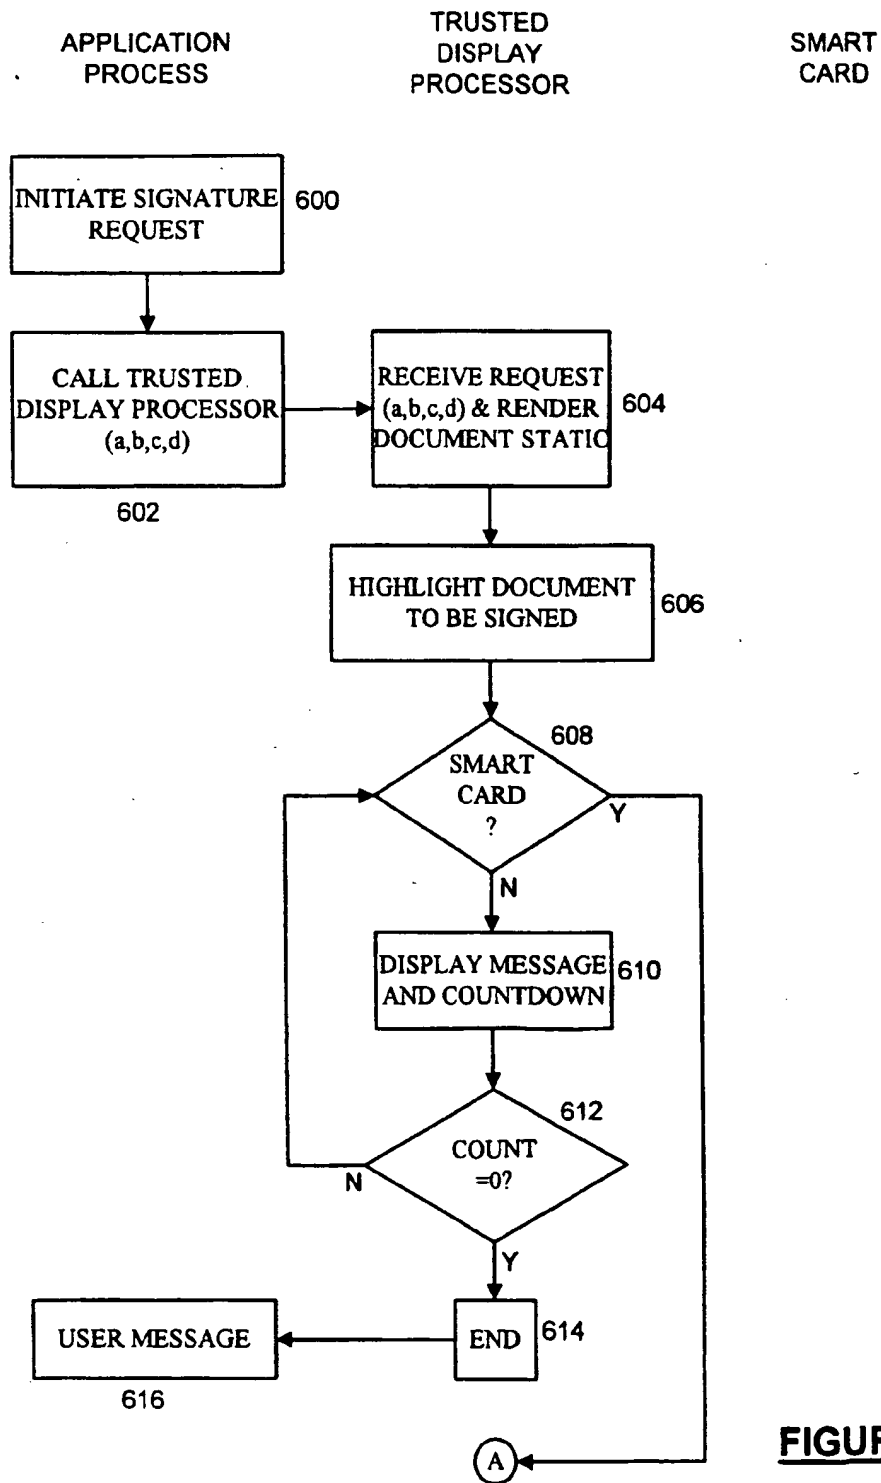 APPLICATION
PROCESS
TRUSTED
DISPLAY
PROCESSOR
SMART
CARD
INITIATE SIGNATURE
REQUEST
600
CALL TRUSTED
DISPLAY PROCESSOR
(a,b,c,d)
602
RECEIVE REQUEST
(a,b,c,d) & RENDER
DOCUMENT STATIC
604
HIGHLIGHT DOCUMENT
TO BE SIGNED
606
608
SMART
CARD
?
Y
N
DISPLAY MESSAGE
AND COUNTDOWN
610
612
COUNT
=0?
N
Y
USER MESSAGE
616
END
614
A